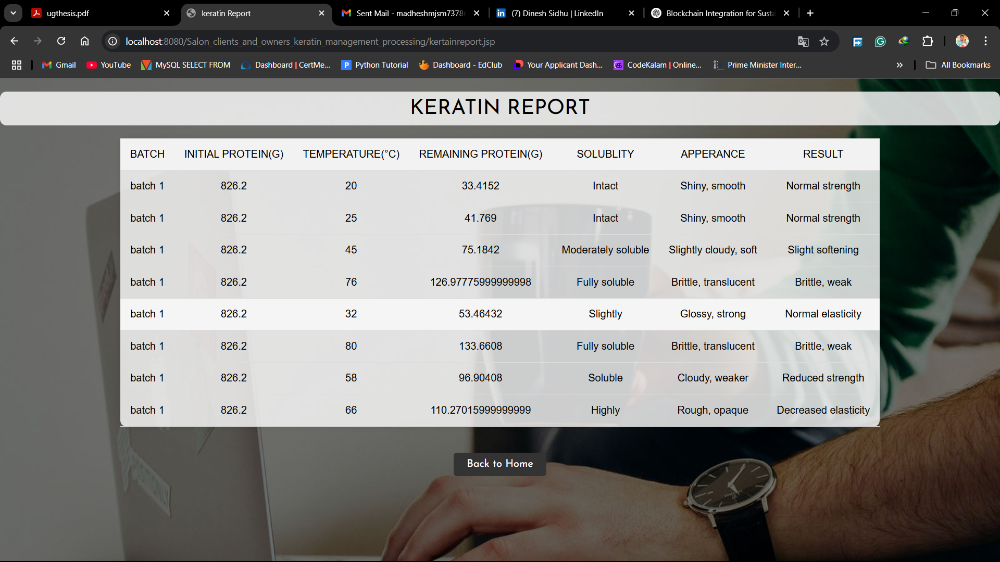 ugthesis.pdf
keratin Report
Sent Mail - madheshmjsm7378
(7) Dinesh Sidhu | LinkedIn
Blockchain Integration for Susta
localhost:8080/Salon_clients_and_owners_keratin_management_processing/kertainreport.jsp
Gmail YouTube MySQL SELECT FROM Dashboard | CertMe... Python Tutorial Dashboard - EdClub Your Applicant Dash... CodeKalam | Online... Prime Minister Inter... » All Bookmarks
KERATIN REPORT
BATCH INITIAL PROTEIN(G) TEMPERATURE(°C) REMAINING PROTEIN(G) SOLUBLITY APPERANCE RESULT
batch 1 826.2 20 33.4152 Intact Shiny, smooth Normal strength
batch 1 826.2 25 41.769 Intact Shiny, smooth Normal strength
batch 1 826.2 45 75.1842 Moderately soluble Slightly cloudy, soft Slight softening
batch 1 826.2 76 126.97775999999998 Fully soluble Brittle, translucent Brittle, weak
batch 1 826.2 32 53.46432 Slightly Glossy, strong Normal elasticity
batch 1 826.2 80 133.6608 Fully soluble Brittle, translucent Brittle, weak
batch 1 826.2 58 96.90408 Soluble Cloudy, weaker Reduced strength
batch 1 826.2 66 110.27015999999999 Highly Rough, opaque Decreased elasticity
Back to Home